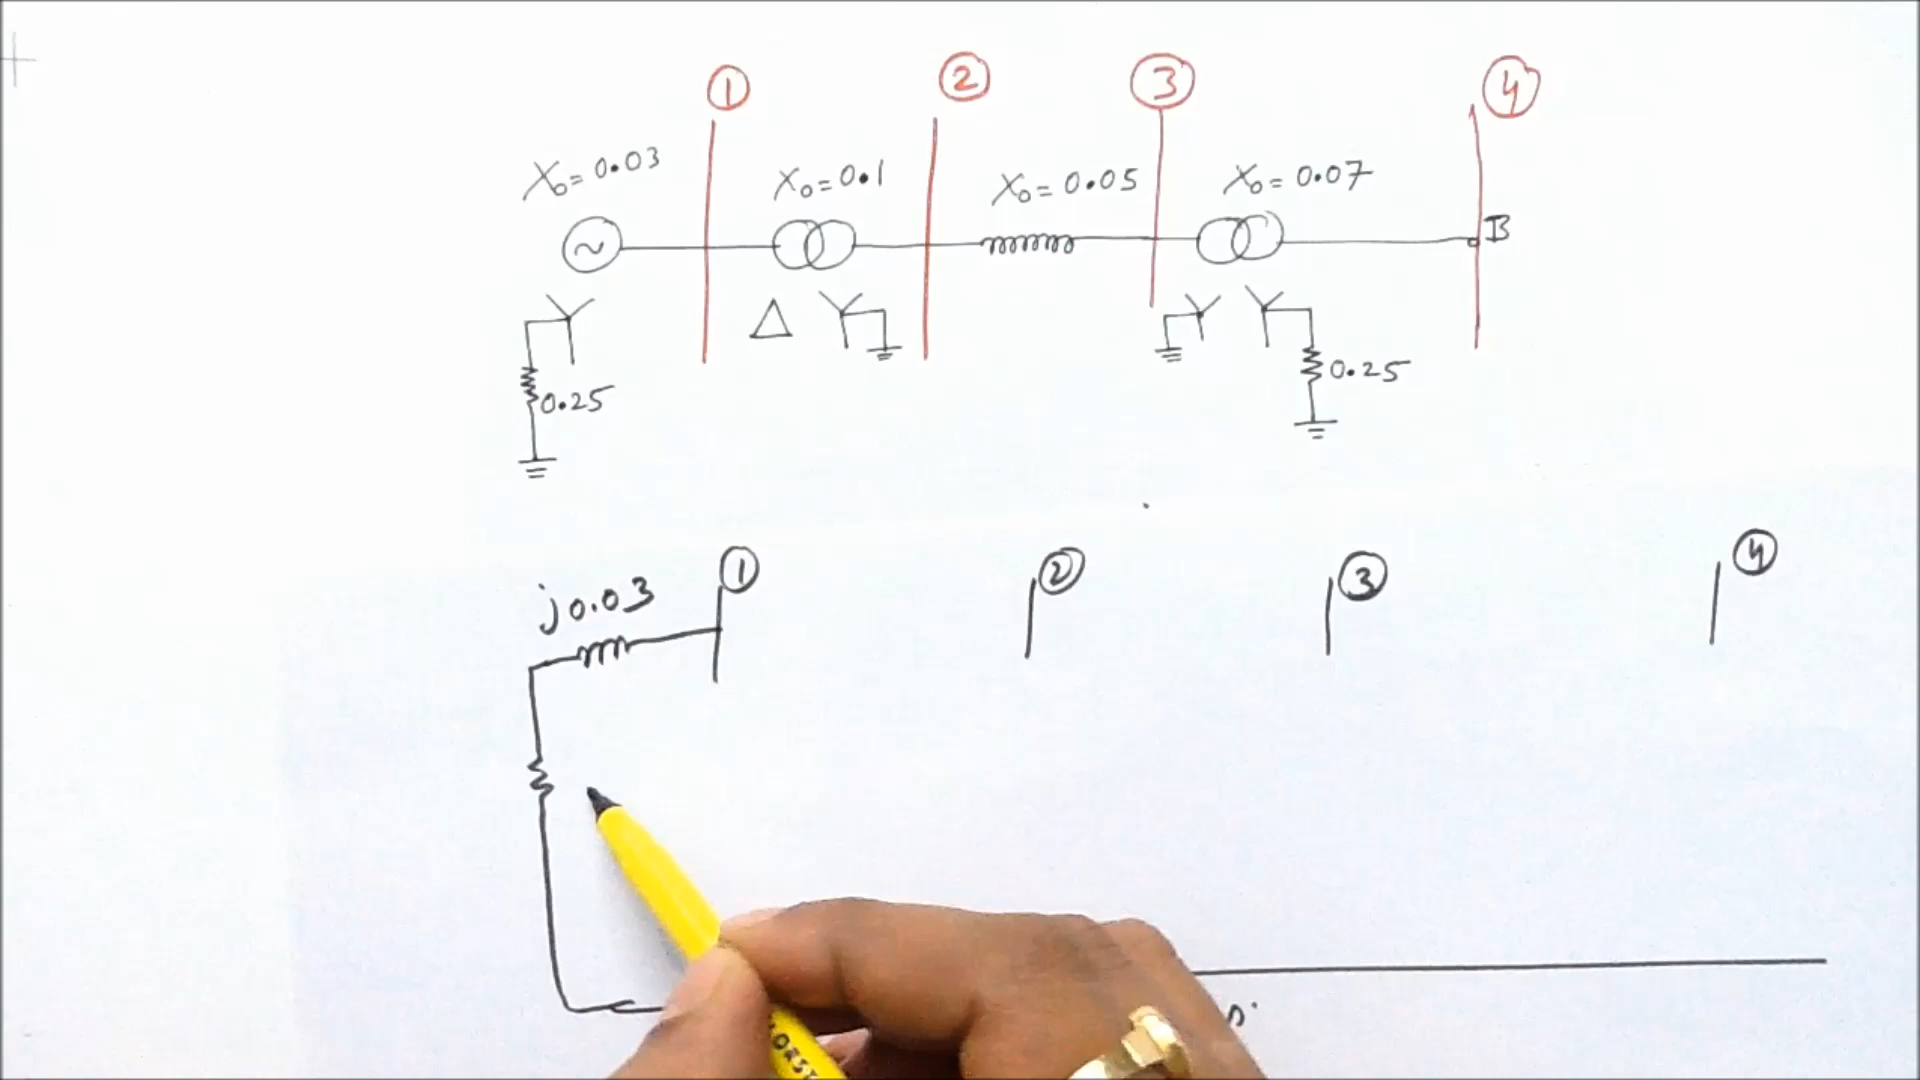 1 2 3 4
X₀=0.03 X₀=0.1 X₀=0.05 X₀=0.07
B
0.25 0.25
j0.03 1 2 3 4